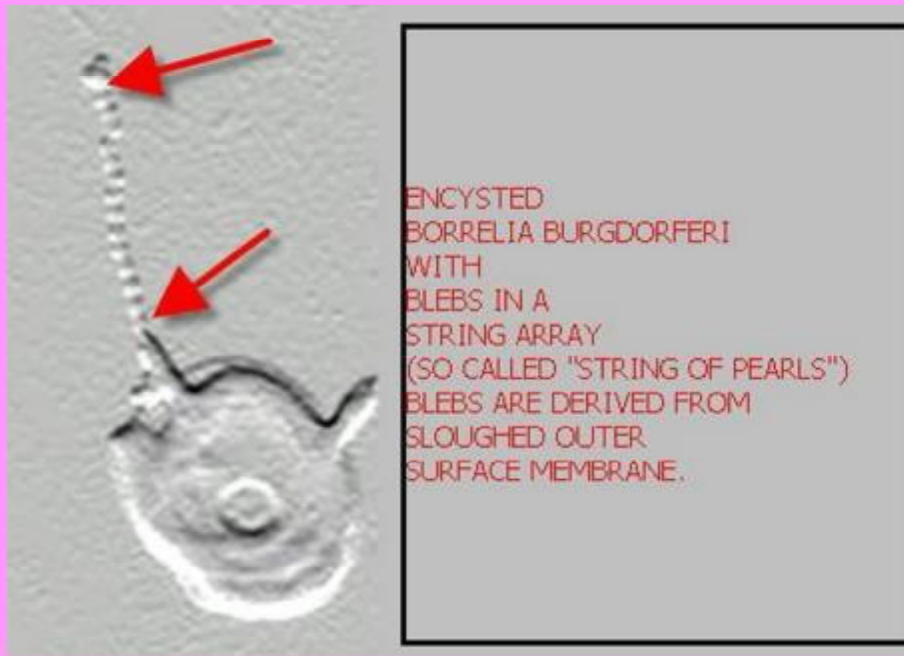 ENCYSTED
BORRELIA BURGDORFERI
WITH
BLEBS IN A
STRING ARRAY
(SO CALLED "STRING OF PEARLS")
BLEBS ARE DERIVED FROM
SLOUGHED OUTER
SURFACE MEMBRANE.